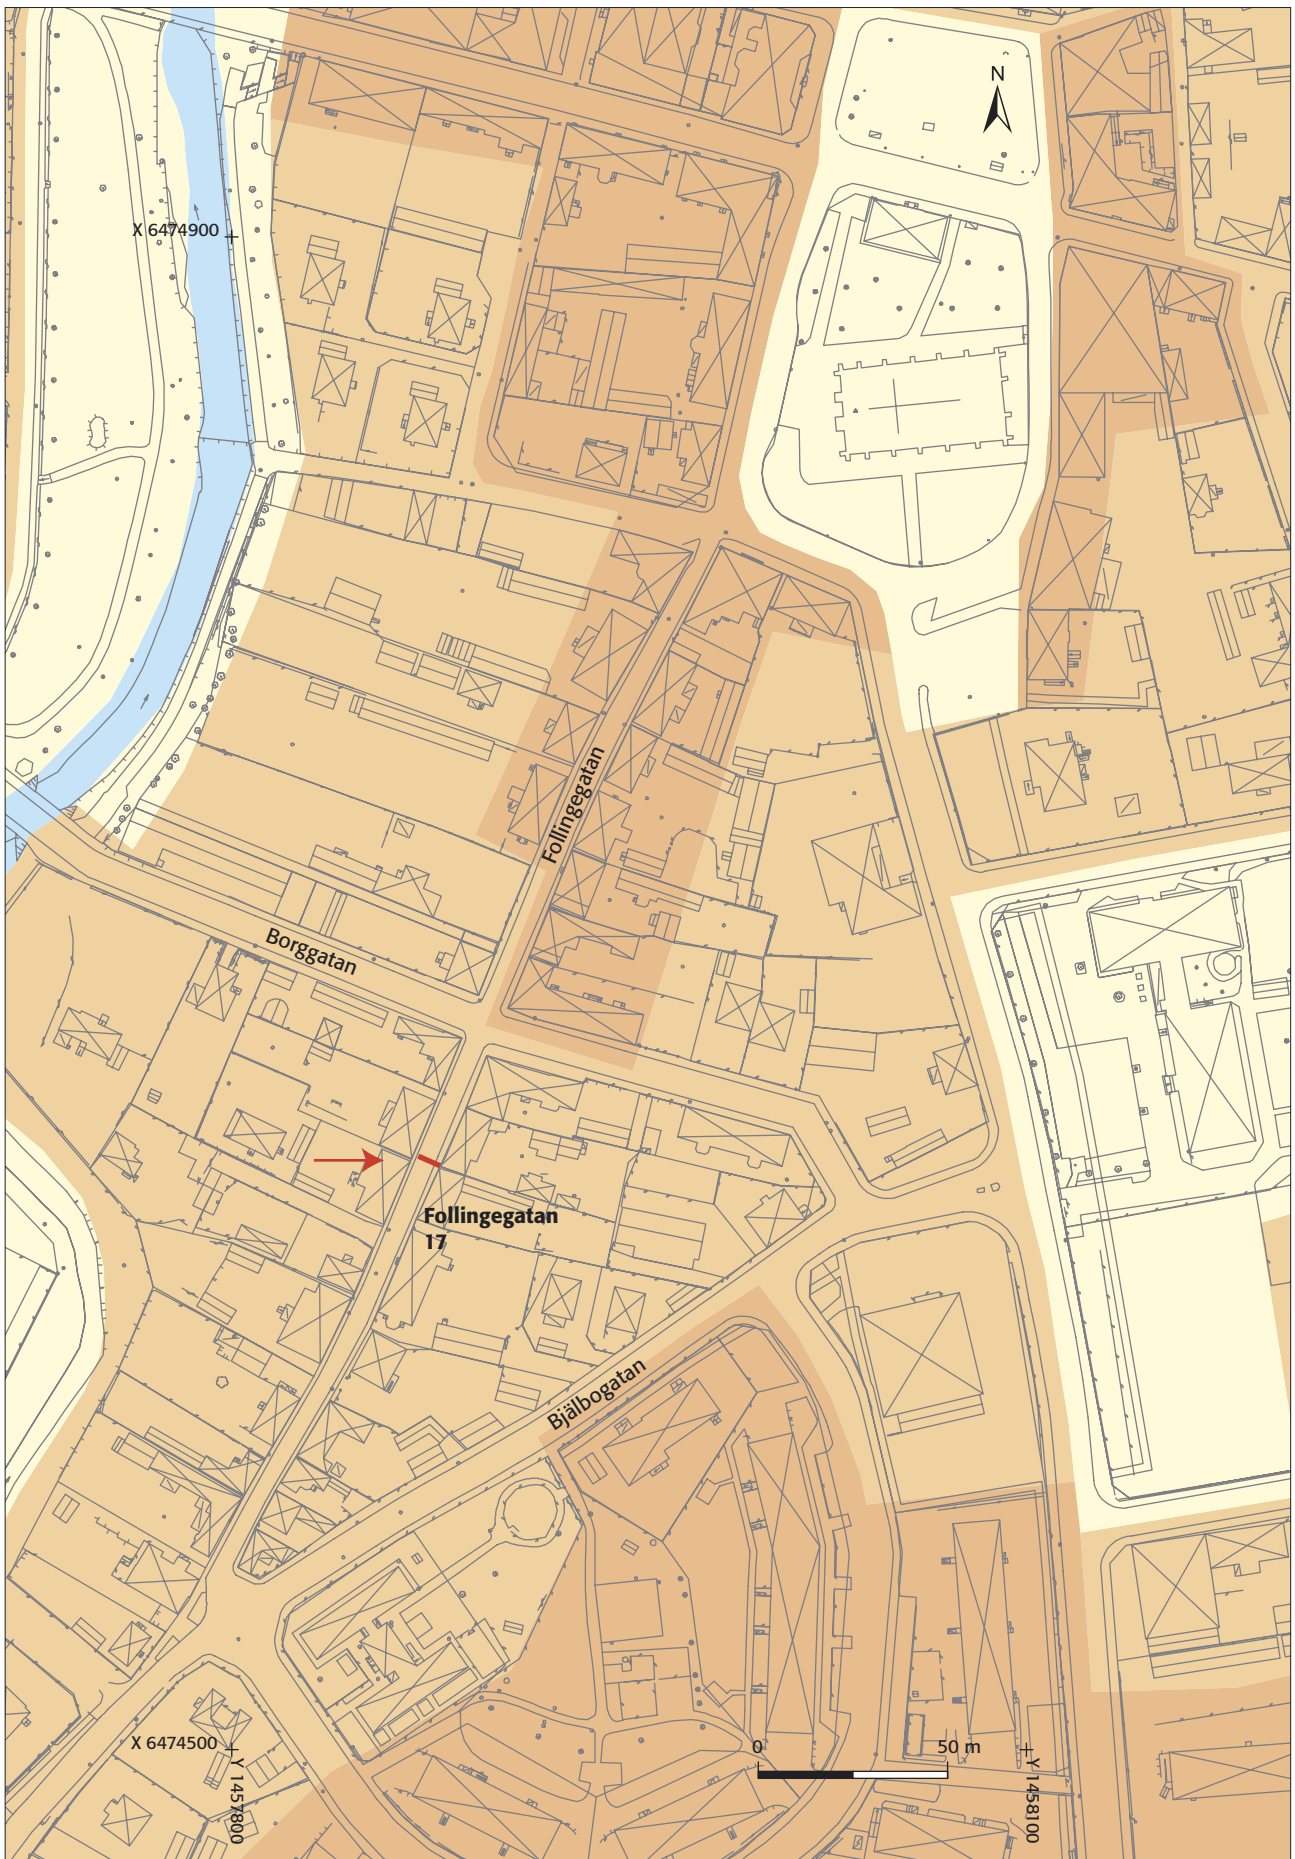 N
X 6474900
Follingegatan
Borggatan
Follingegatan
17
Bjälbogatan
X 6474500
Y 1457800
0
50 m
Y 1458100